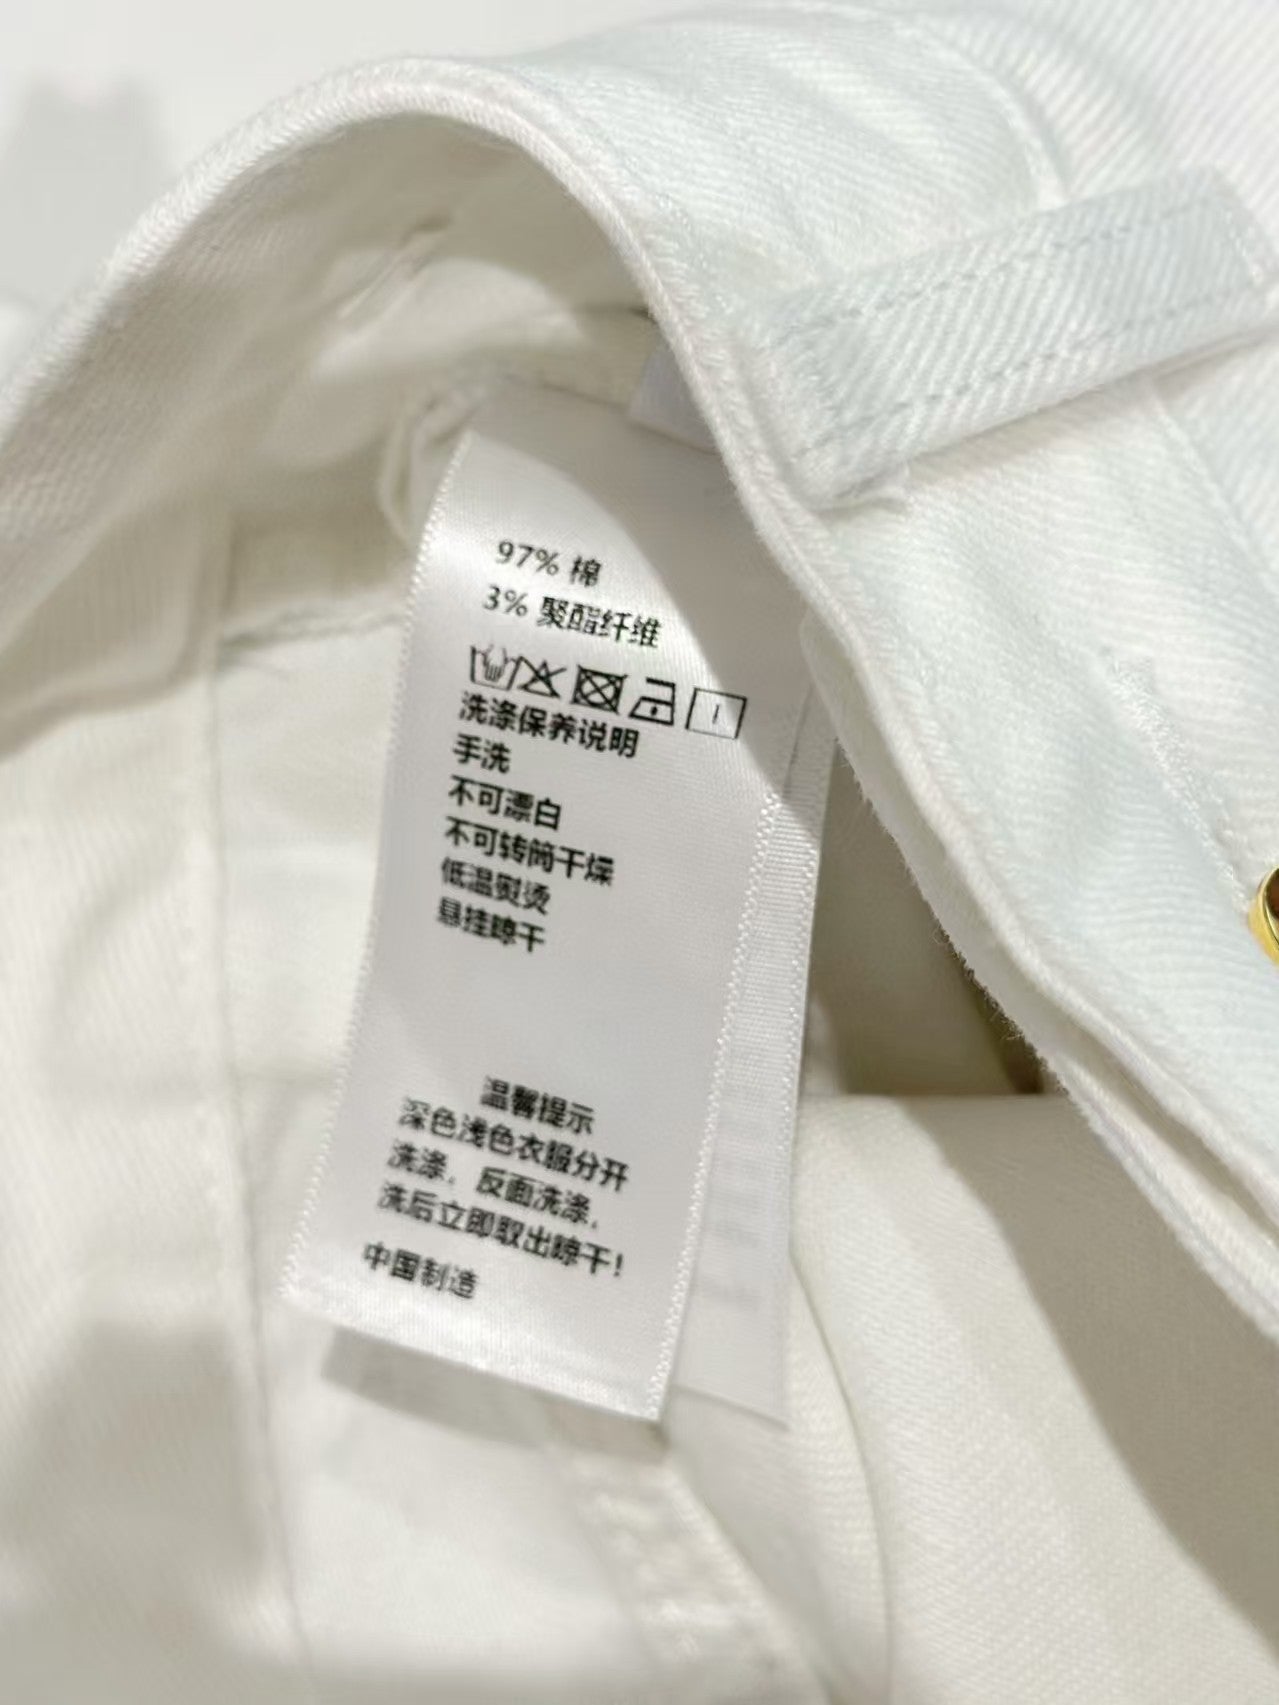 97% 棉
3% 聚酯纤维
洗涤保养说明
手洗
不可漂白
不可转筒干燥
低温熨烫
悬挂晾干
温馨提示
深色浅色衣服分开
洗涤，反面洗涤，
洗后立即取出晾干！
中国制造